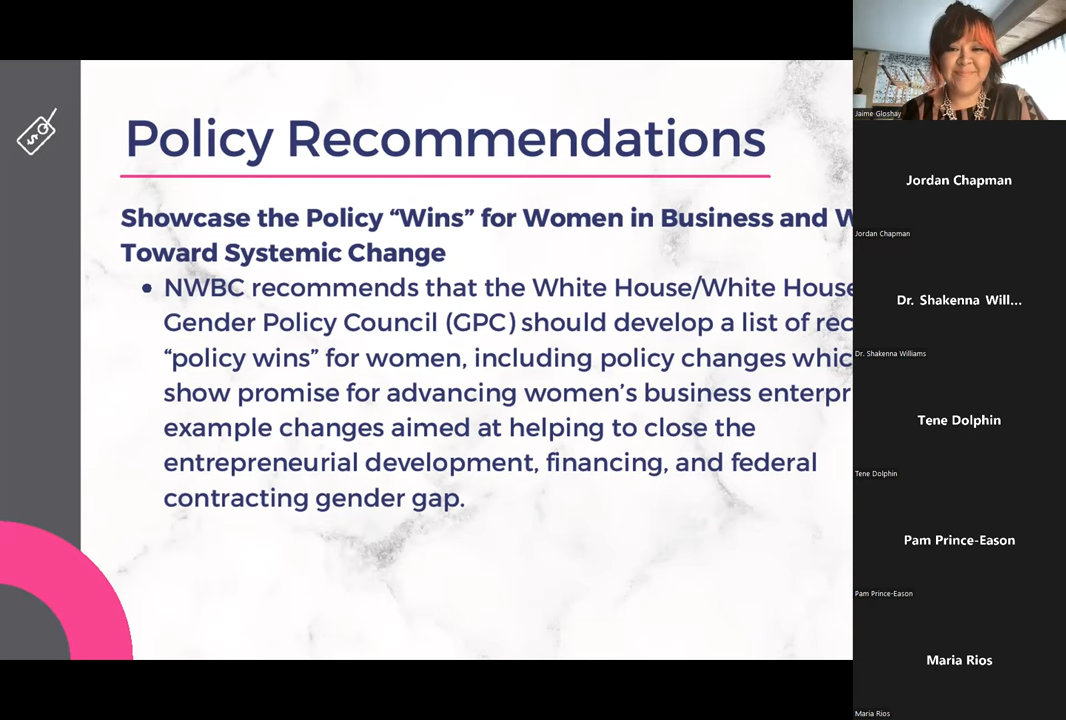 Policy Recommendations
Showcase the Policy “Wins” for Women in Business and
Toward Systemic Change
• NWBC recommends that the White House/White House
Gender Policy Council (GPC) should develop a list of
“policy wins” for women, including policy changes
show promise for advancing women’s business
example changes aimed at helping to close the
entrepreneurial development, financing, and federal
contracting gender gap.
Jaime Gloshay
Jordan Chapman
Jordan Chapman
Dr. Shakenna Will...
Dr. Shakenna Williams
Tene Dolphin
Tene Dolphin
Pam Prince-Eason
Pam Prince-Eason
Maria Rios
Maria Rios